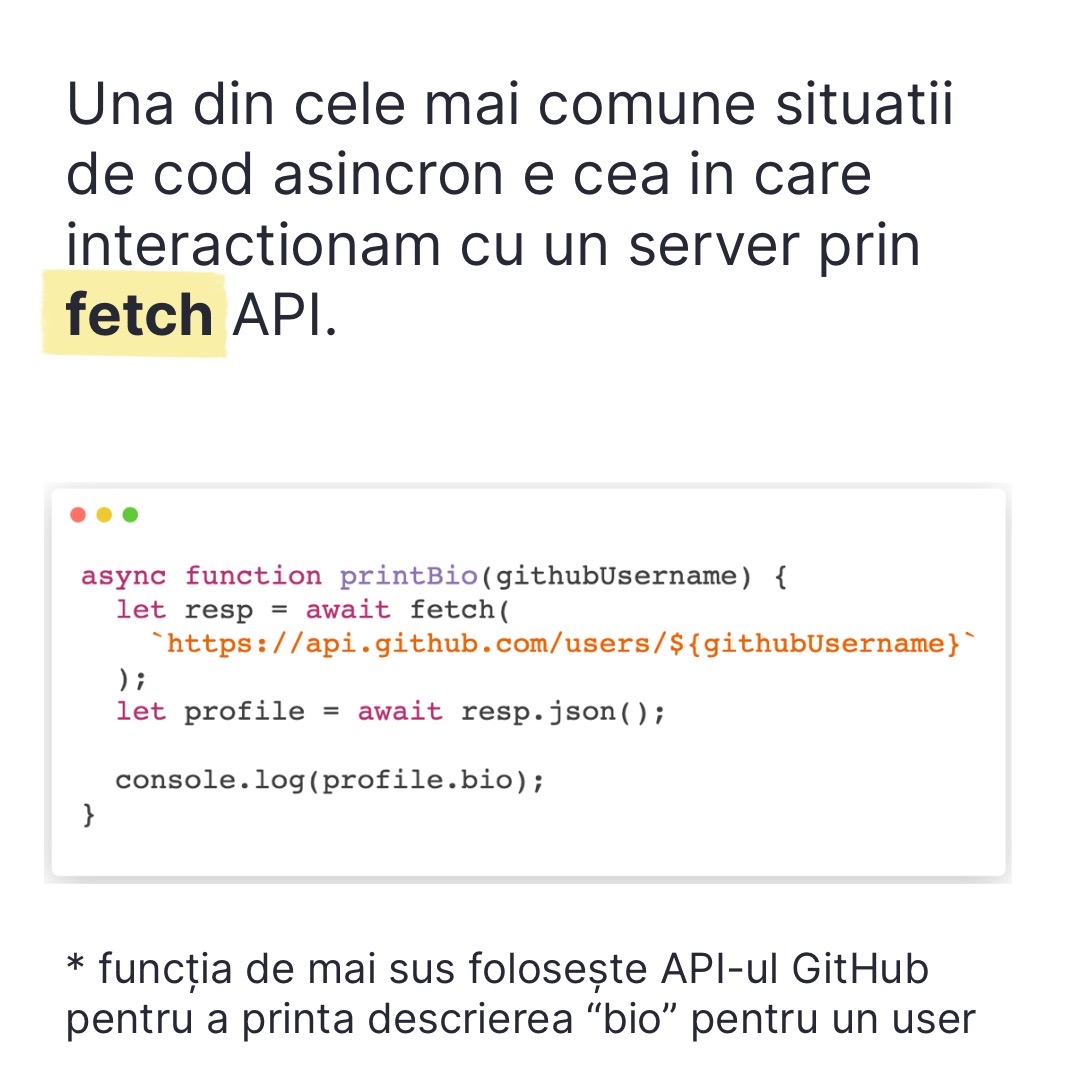 Una din cele mai comune situatii
de cod asincron e cea in care
interactionam cu un server prin
fetch API.
async function printBio(githubUsername) {
  let resp = await fetch(
    `https://api.github.com/users/${githubUsername}`
  );
  let profile = await resp.json();

  console.log(profile.bio);
}
* funcția de mai sus folosește API-ul GitHub
pentru a printa descrierea “bio” pentru un user